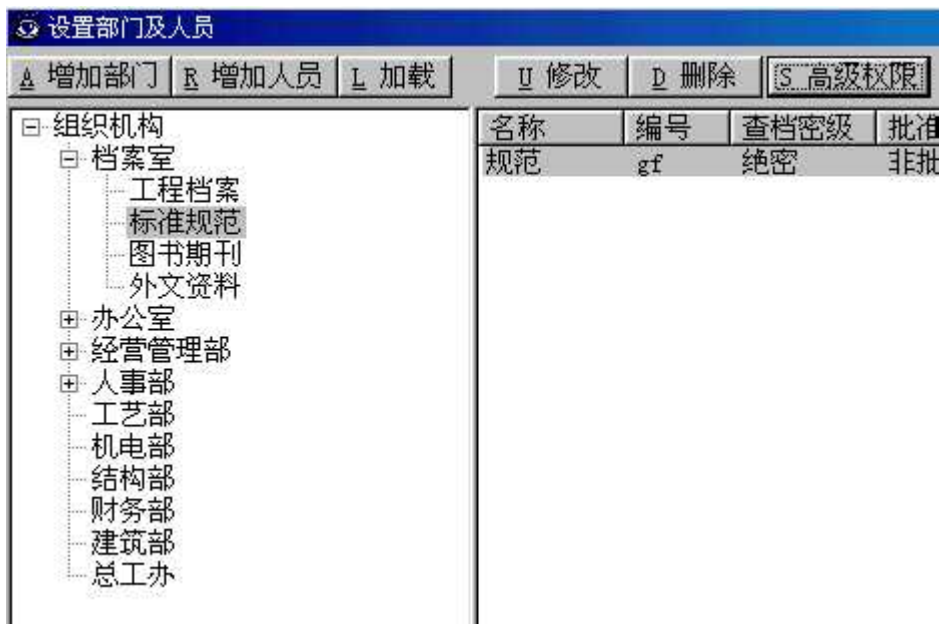 设置部门及人员
A 增加部门 R 增加人员 L 加载 U 修改 D 删除 S 高级权限
组织机构
档案室
工程档案
标准规范
图书期刊
外文资料
办公室
经营管理部
人事部
工艺部
机电部
结构部
财务部
建筑部
总工办
名称 编号 查档密级 批准
规范 gf 绝密 非批